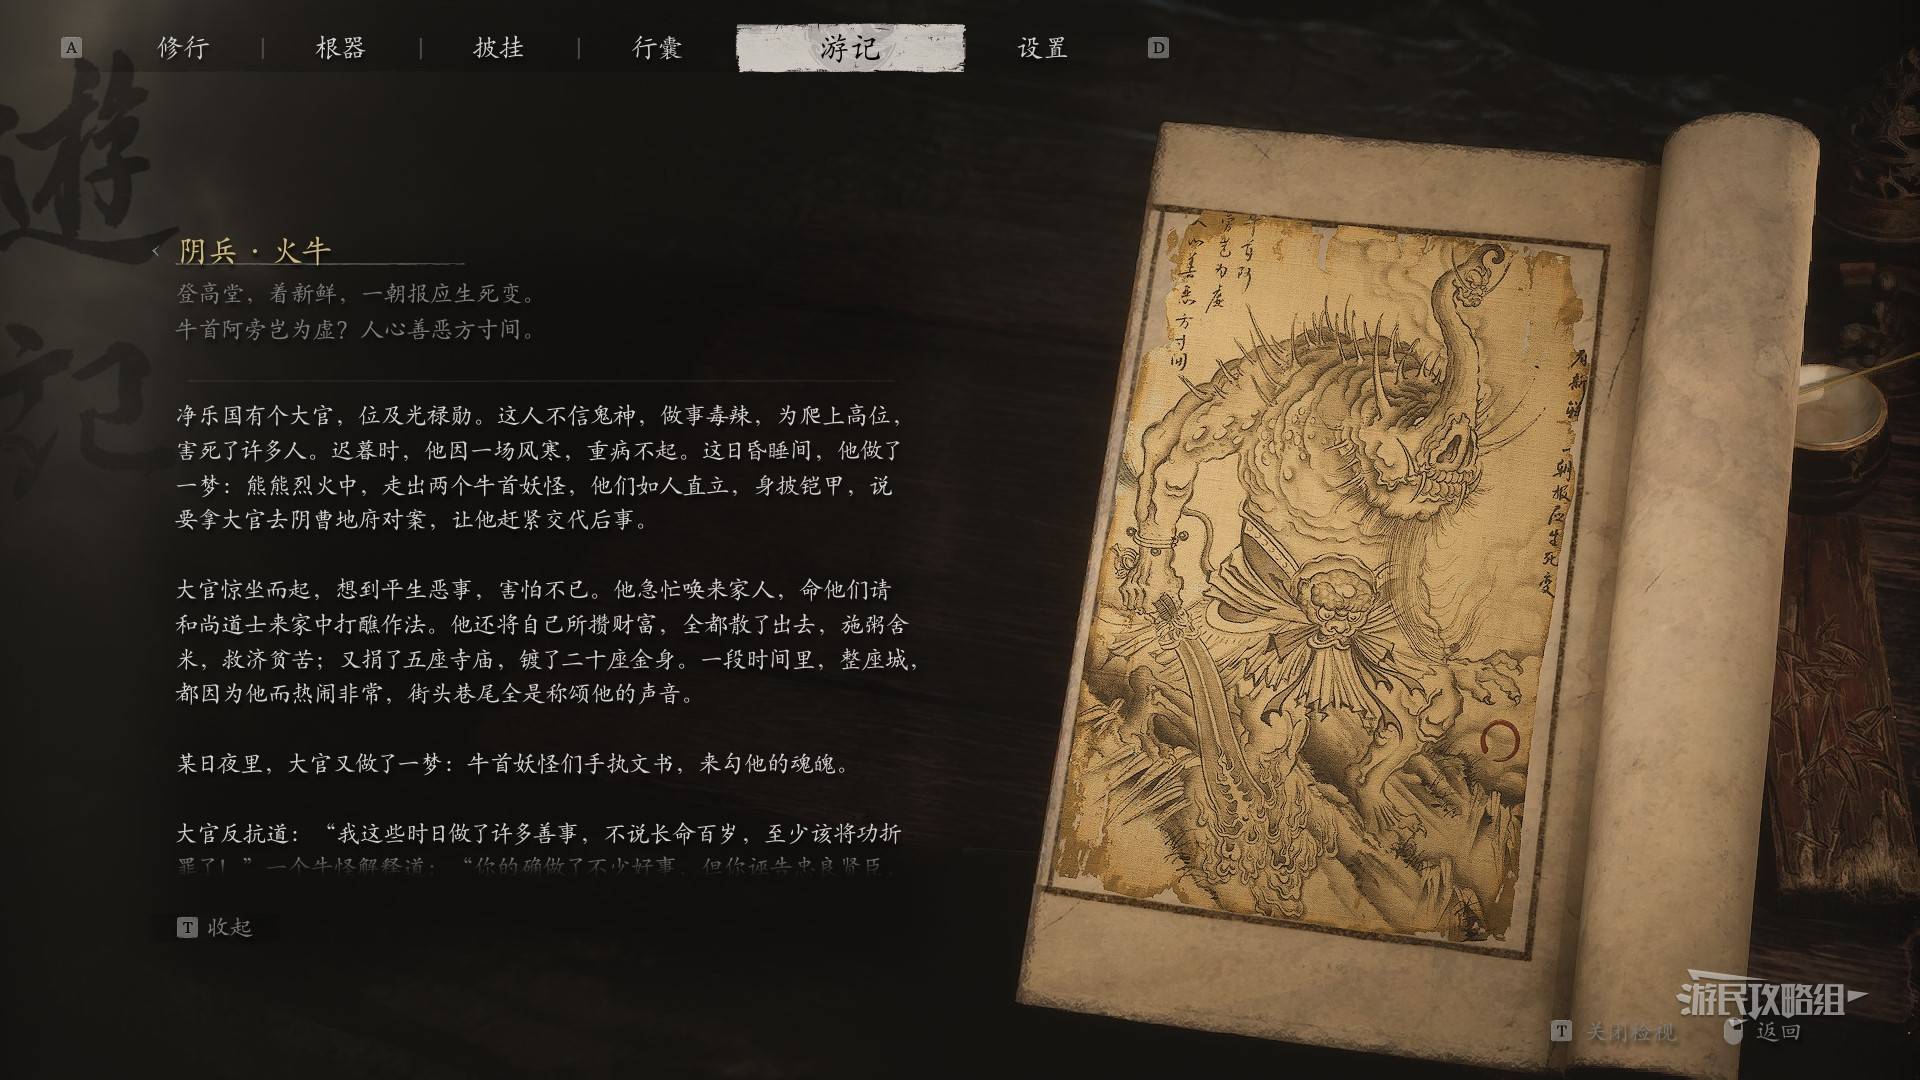 A 修行 | 根器 | 披挂 | 行囊 游记 设置 D
遊記
阴兵 · 火牛
登高堂，着新鲜，一朝报应生死变。
牛首阿旁岂为虚？人心善恶方寸间。
净乐国有个大官，位及光禄勋。这人不信鬼神，做事毒辣，为爬上高位，
害死了许多人。迟暮时，他因一场风寒，重病不起。这日昏睡间，他做了
一梦：熊熊烈火中，走出两个牛首妖怪，他们如人直立，身披铠甲，说
要拿大官去阴曹地府对案，让他赶紧交代后事。
大官惊坐而起，想到平生恶事，害怕不已。他急忙唤来家人，命他们请
和尚道士来家中打醮作法。他还将自己所攒财富，全都散了出去，施粥舍
米，救济贫苦；又捐了五座寺庙，镀了二十座金身。一段时间里，整座城，
都因为他而热闹非常，街头巷尾全是称颂他的声音。
某日夜里，大官又做了一梦：牛首妖怪们手执文书，来勾他的魂魄。
大官反抗道：“我这些时日做了许多善事，不说长命百岁，至少该将功折
罪了！”一个牛怪解释道：“你的确做了不少好事，但你诬告忠良贤臣，
T 收起
着新鲜一朝报应生死变
牛首阿
旁岂为虚
人心善恶方寸间
游民攻略组
T 关闭检视 返回